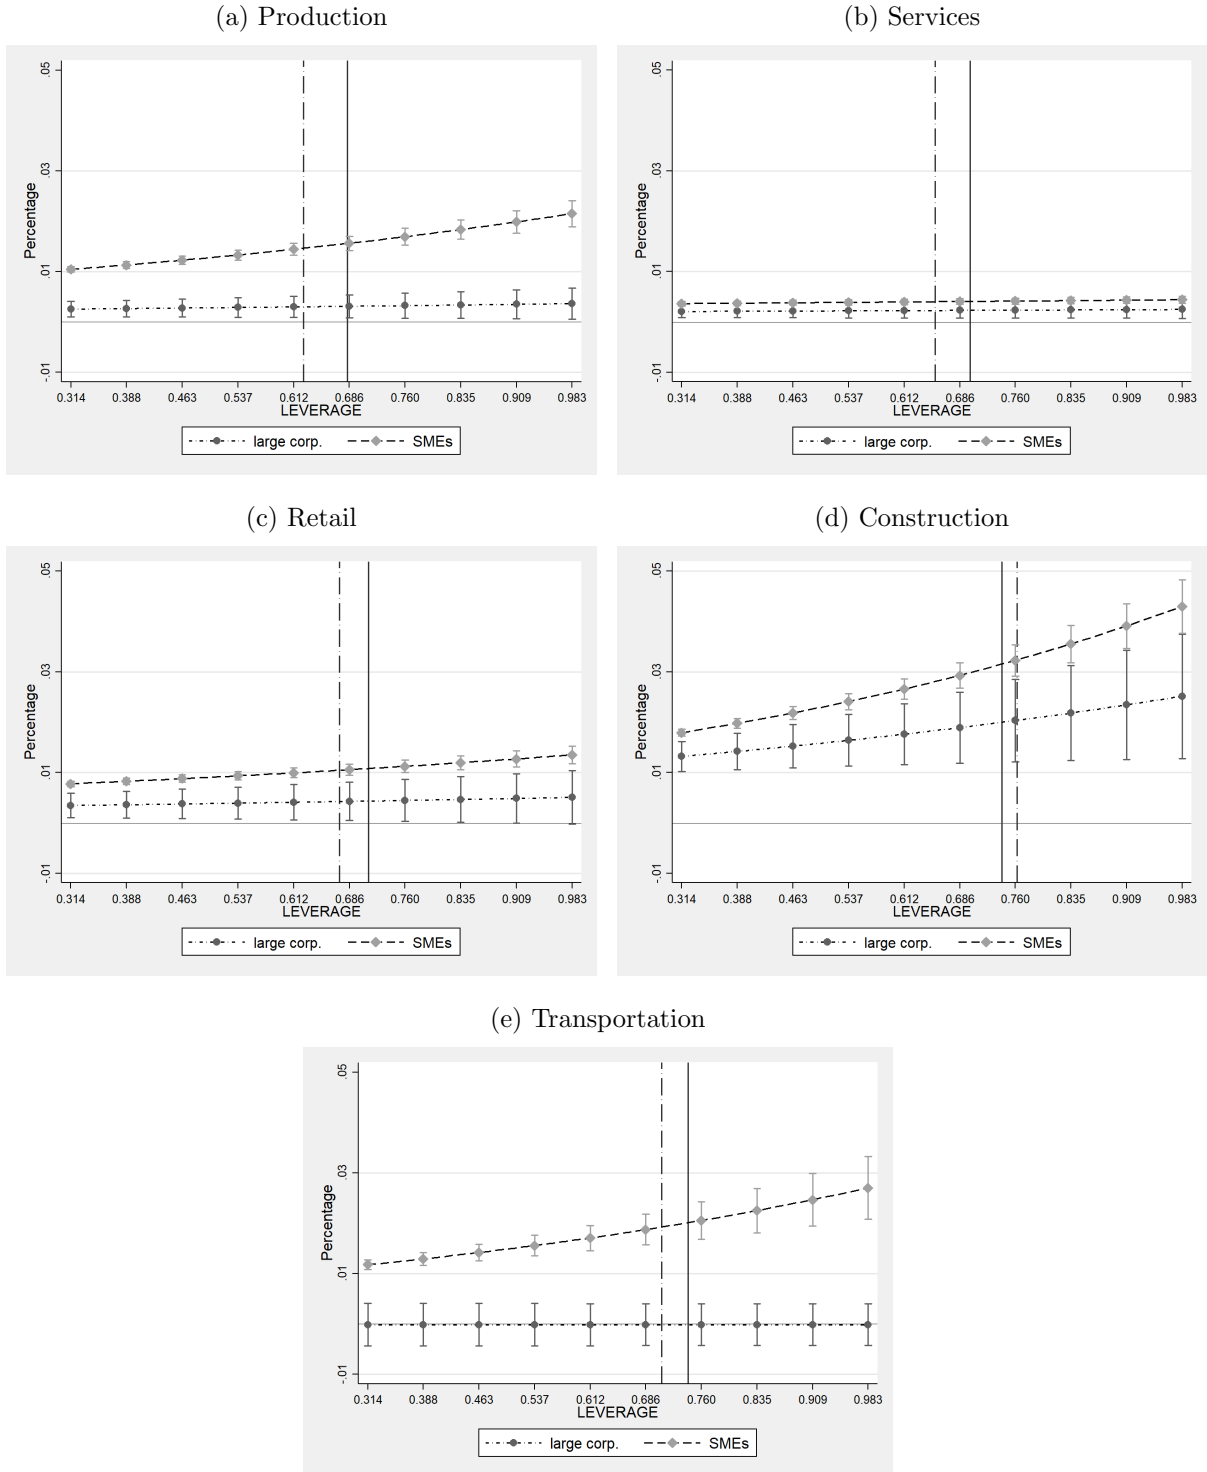 (a) Production
.05
.03
.01
-.01
Percentage
0.314 0.388 0.463 0.537 0.612 0.686 0.760 0.835 0.909 0.983
LEVERAGE
large corp. SMEs
(b) Services
.05
.03
.01
-.01
Percentage
0.314 0.388 0.463 0.537 0.612 0.686 0.760 0.835 0.909 0.983
LEVERAGE
large corp. SMEs
(c) Retail
.05
.03
.01
-.01
Percentage
0.314 0.388 0.463 0.537 0.612 0.686 0.760 0.835 0.909 0.983
LEVERAGE
large corp. SMEs
(d) Construction
.05
.03
.01
-.01
Percentage
0.314 0.388 0.463 0.537 0.612 0.686 0.760 0.835 0.909 0.983
LEVERAGE
large corp. SMEs
(e) Transportation
.05
.03
.01
-.01
Percentage
0.314 0.388 0.463 0.537 0.612 0.686 0.760 0.835 0.909 0.983
LEVERAGE
large corp. SMEs